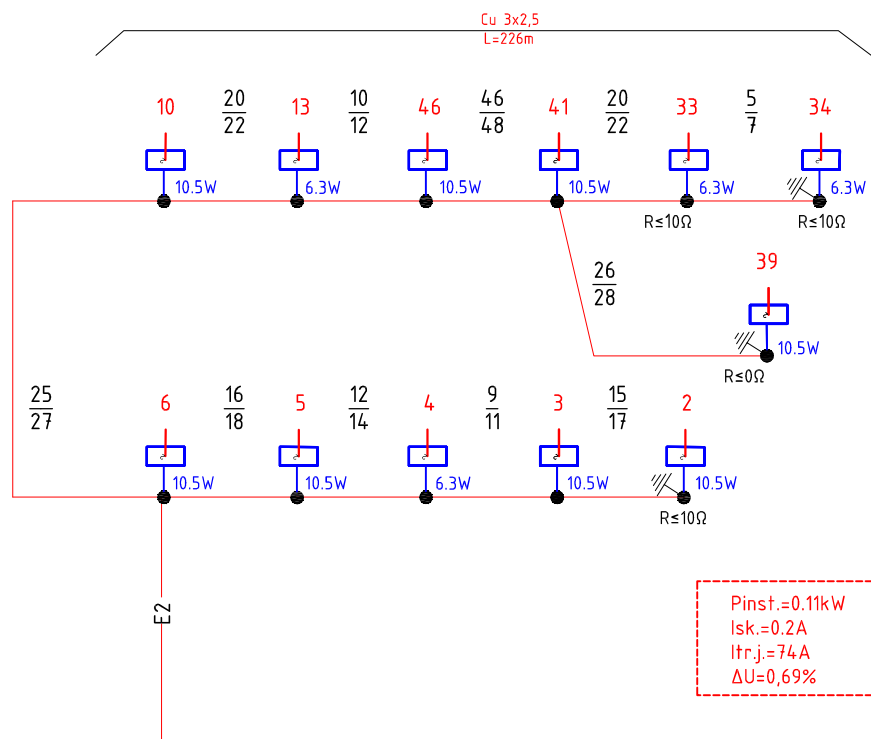 Cu 3x2,5
L=226m
10 20 13 10 46 46 41 20 33 5 34
22 12 48 22 7
10.5W 6.3W 10.5W 10.5W 6.3W 6.3W
R≤10Ω R≤10Ω
39
26
28
10.5W
R≤0Ω
25
27
6 16 5 12 4 9 3 15 2
18 14 11 17
10.5W 10.5W 6.3W 10.5W 10.5W
R≤10Ω
E2
Pinst.=0.11kW
Isk.=0.2A
Itr.j.=74A
ΔU=0,69%